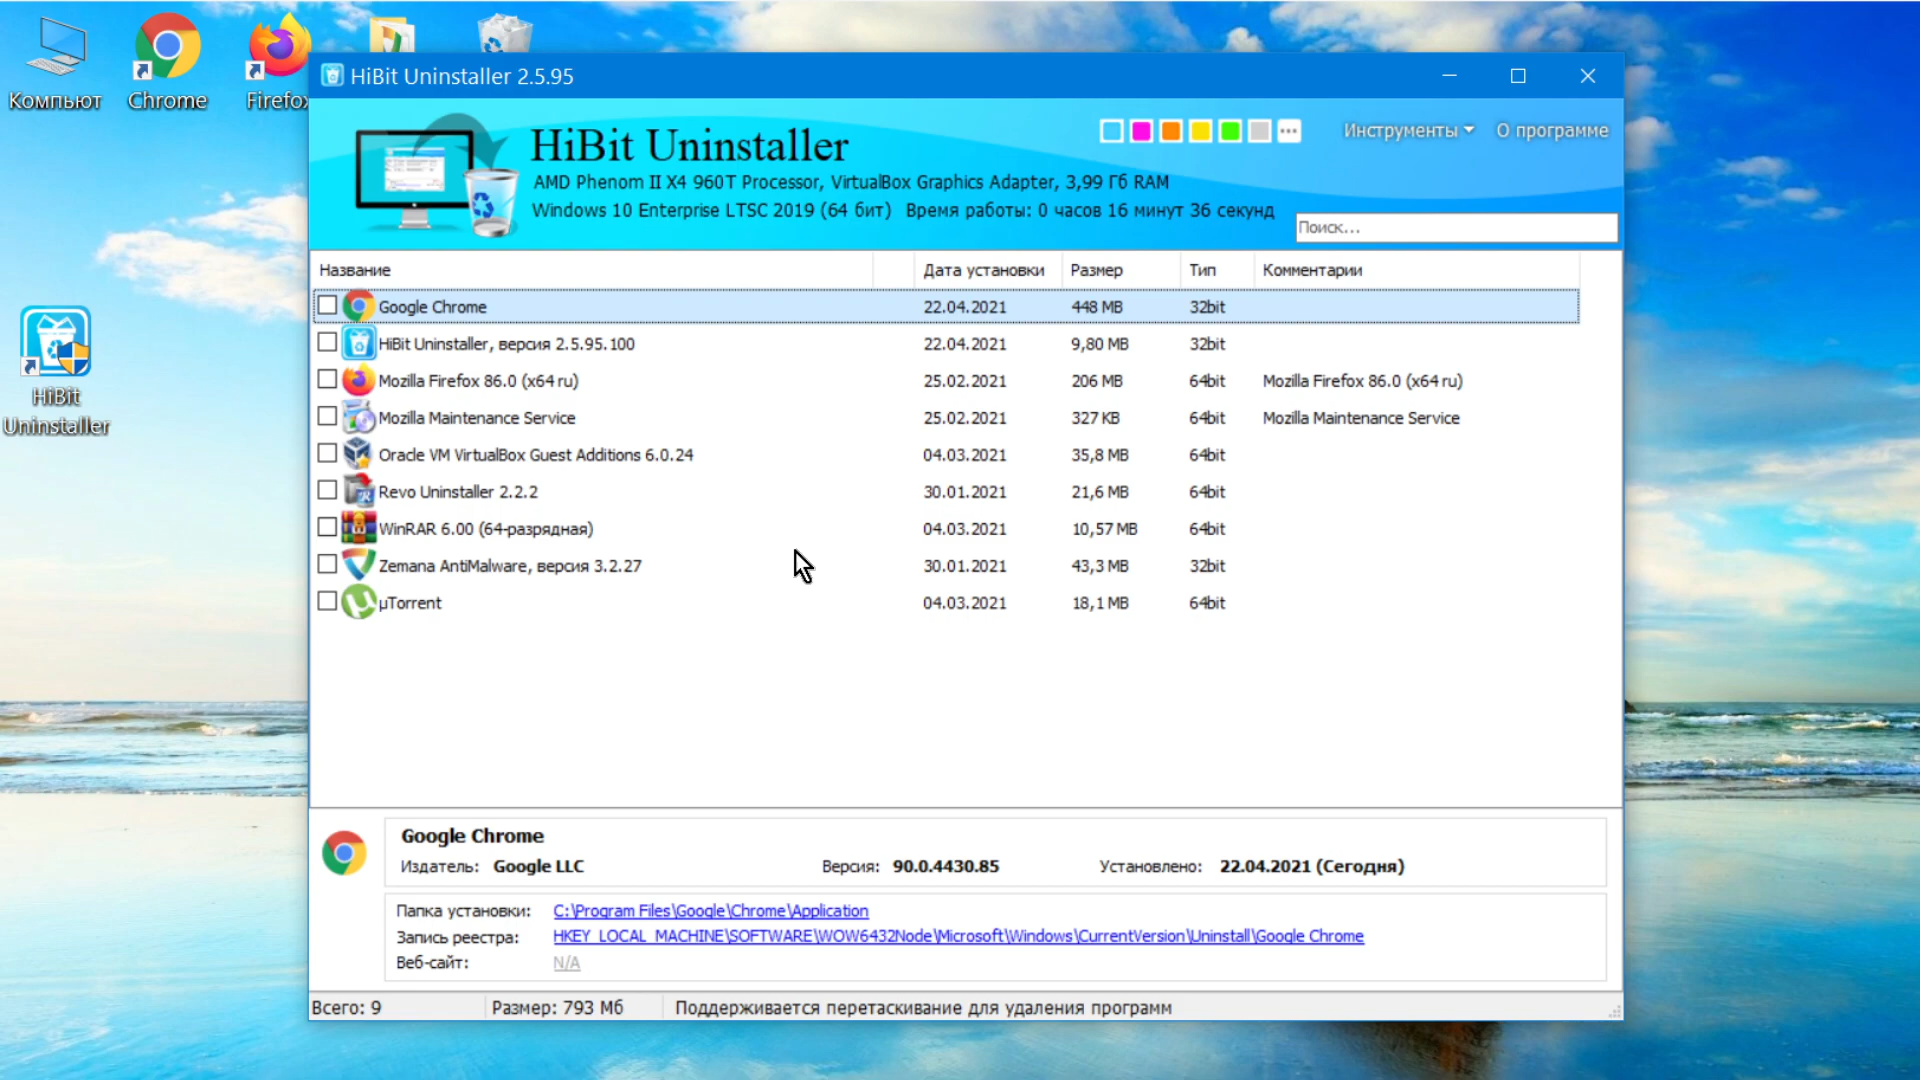 Компьют
Chrome
Firefox
HiBit
Uninstaller
HiBit Uninstaller 2.5.95
HiBit Uninstaller
AMD Phenom II X4 960T Processor, VirtualBox Graphics Adapter, 3,99 Гб RAM
Windows 10 Enterprise LTSC 2019 (64 бит) Время работы: 0 часов 16 минут 36 секунд
Инструменты О программе
Поиск...
Название Дата установки Размер Тип Комментарии
Google Chrome 22.04.2021 448 MB 32bit
HiBit Uninstaller, версия 2.5.95.100 22.04.2021 9,80 MB 32bit
Mozilla Firefox 86.0 (x64 ru) 25.02.2021 206 MB 64bit Mozilla Firefox 86.0 (x64 ru)
Mozilla Maintenance Service 25.02.2021 327 KB 64bit Mozilla Maintenance Service
Oracle VM VirtualBox Guest Additions 6.0.24 04.03.2021 35,8 MB 64bit
Revo Uninstaller 2.2.2 30.01.2021 21,6 MB 64bit
WinRAR 6.00 (64-разрядная) 04.03.2021 10,57 MB 64bit
Zemana AntiMalware, версия 3.2.27 30.01.2021 43,3 MB 32bit
µTorrent 04.03.2021 18,1 MB 64bit
Google Chrome
Издатель: Google LLC Версия: 90.0.4430.85 Установлено: 22.04.2021 (Сегодня)
Папка установки: C:\Program Files\Google\Chrome\Application
Запись реестра: HKEY_LOCAL_MACHINE\SOFTWARE\WOW6432Node\Microsoft\Windows\CurrentVersion\Uninstall\Google Chrome
Веб-сайт: N/A
Всего: 9 Размер: 793 Мб Поддерживается перетаскивание для удаления программ